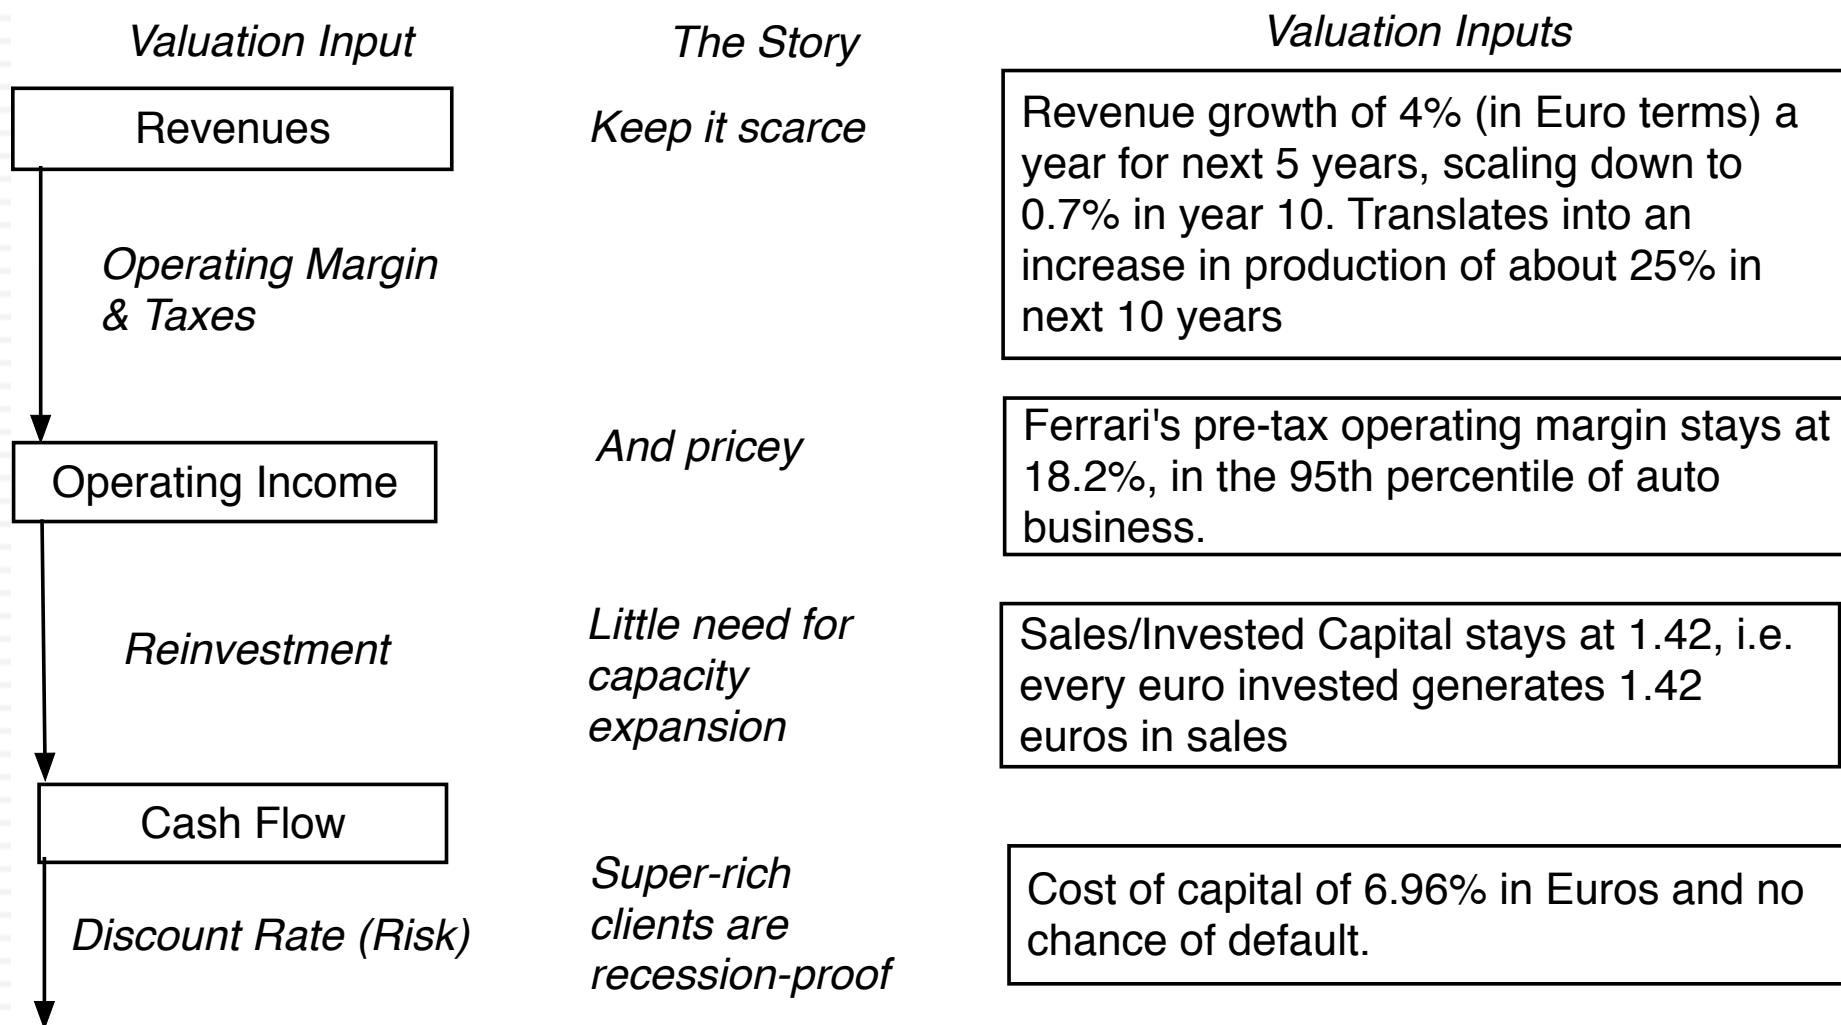 Valuation Input
The Story
Valuation Inputs
Revenues
Keep it scarce
Revenue growth of 4% (in Euro terms) a
year for next 5 years, scaling down to
0.7% in year 10. Translates into an
increase in production of about 25% in
next 10 years
Operating Margin
& Taxes
Operating Income
And pricey
Ferrari's pre-tax operating margin stays at
18.2%, in the 95th percentile of auto
business.
Reinvestment
Little need for
capacity
expansion
Sales/Invested Capital stays at 1.42, i.e.
every euro invested generates 1.42
euros in sales
Cash Flow
Discount Rate (Risk)
Super-rich
clients are
recession-proof
Cost of capital of 6.96% in Euros and no
chance of default.